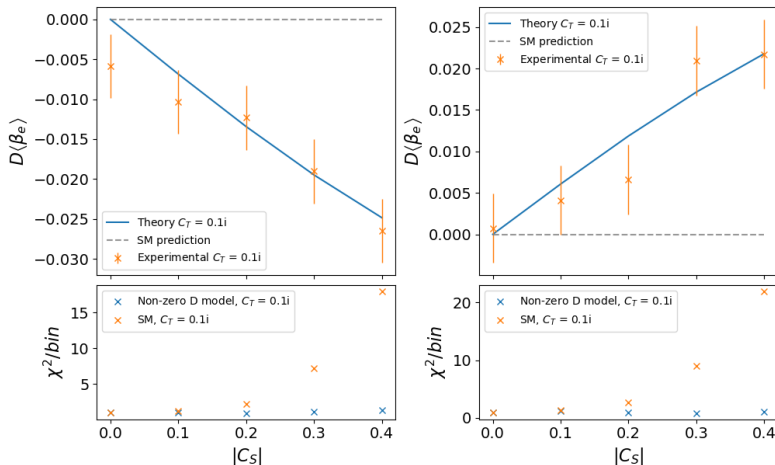 0.000
−0.005
−0.010
−0.015
−0.020
−0.025
−0.030
D⟨β_e⟩
Theory C_T = 0.1i
SM prediction
Experimental C_T = 0.1i
0.025
0.020
0.015
0.010
0.005
0.000
D⟨β_e⟩
Theory C_T = 0.1i
SM prediction
Experimental C_T = 0.1i
15
10
5
χ²/bin
Non-zero D model, C_T = 0.1i
SM, C_T = 0.1i
0.0 0.1 0.2 0.3 0.4
|C_S|
20
10
0
χ²/bin
Non-zero D model, C_T = 0.1i
SM, C_T = 0.1i
0.0 0.1 0.2 0.3 0.4
|C_S|